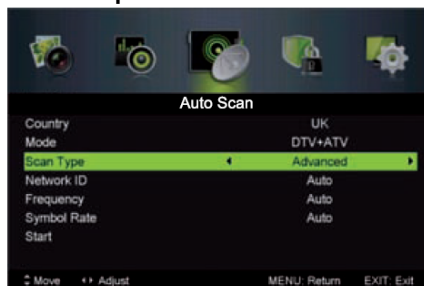 Auto Scan
Country UK
Mode DTV+ATV
Scan Type Advanced
Network ID Auto
Frequency Auto
Symbol Rate Auto
Start
Move Adjust MENU: Return EXIT: Exit